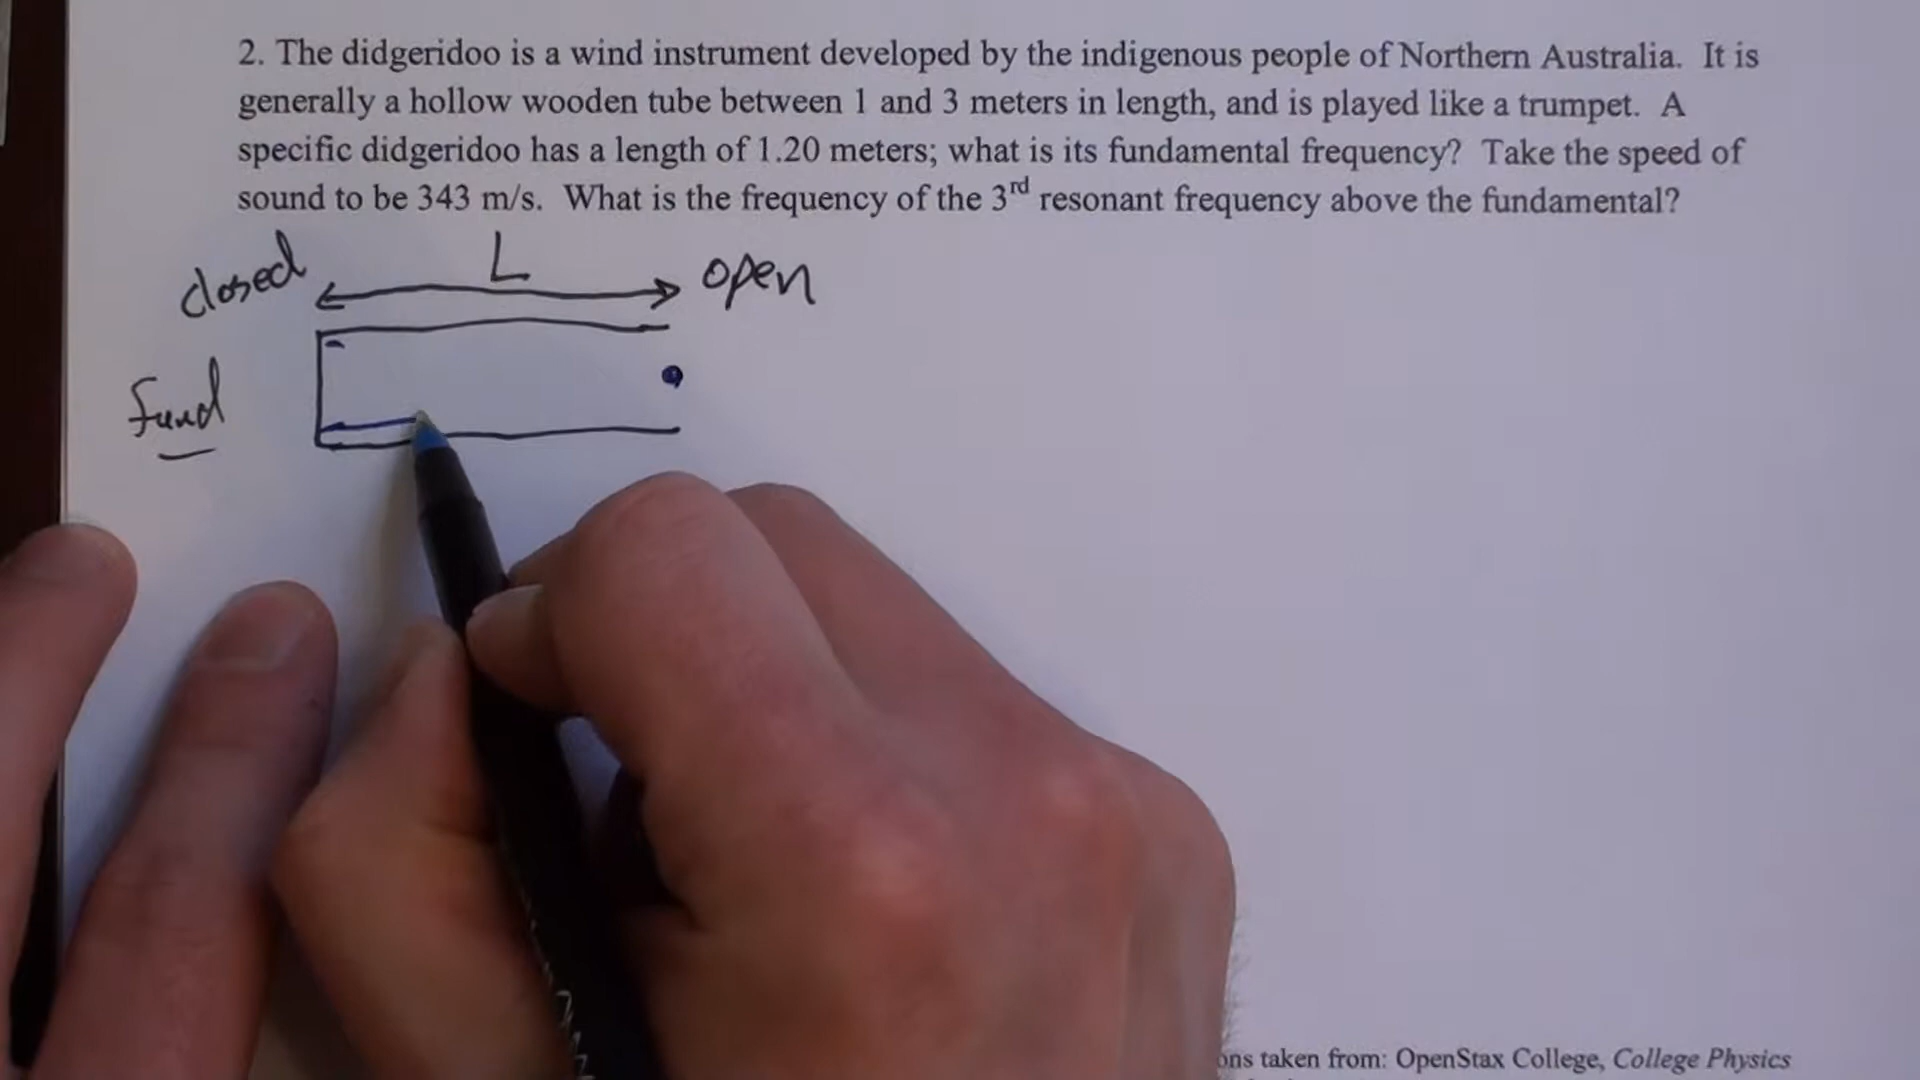 2. The didgeridoo is a wind instrument developed by the indigenous people of Northern Australia. It is
generally a hollow wooden tube between 1 and 3 meters in length, and is played like a trumpet. A
specific didgeridoo has a length of 1.20 meters; what is its fundamental frequency? Take the speed of
sound to be 343 m/s. What is the frequency of the 3rd resonant frequency above the fundamental?
closed L open
fund
ons taken from: OpenStax College, College Physics